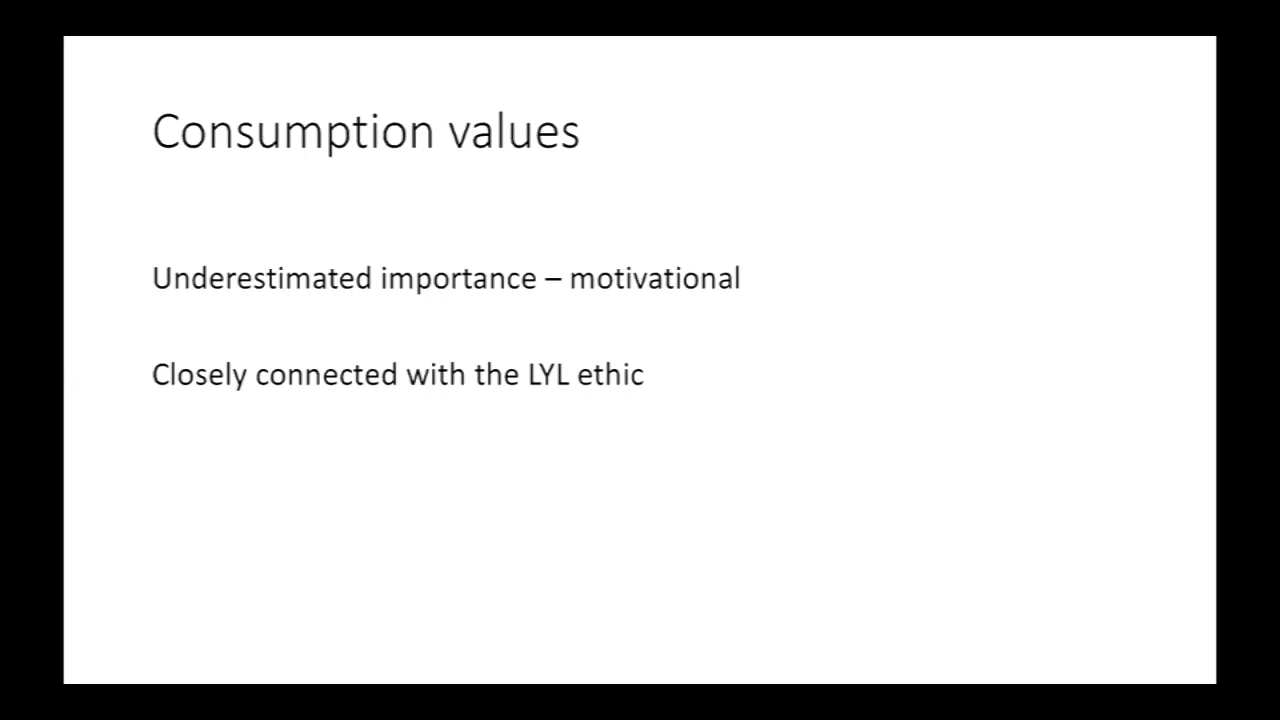 Consumption values
Underestimated importance – motivational
Closely connected with the LYL ethic